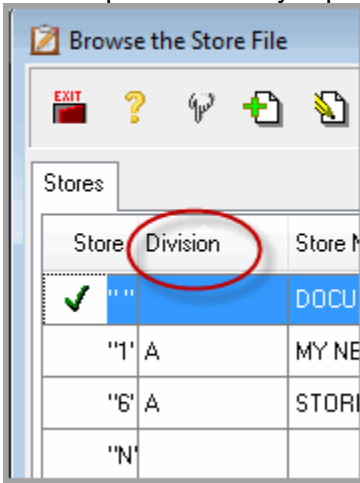 Browse the Store File
EXIT
?
Stores
Store Division Store
" " DOCU
"1" A MY NE
"6" A STORI
"N"